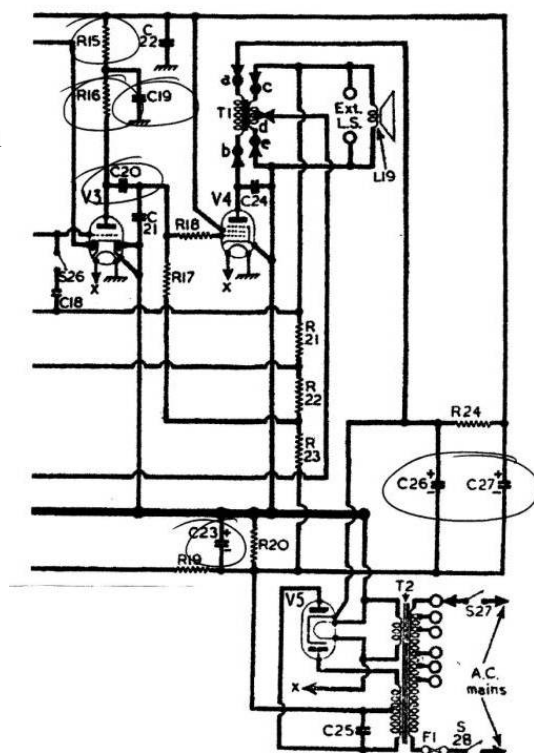 R15
C
22
R16
C19
a
c
T1
d
Ext.
L.S.
b
e
L19
C20
V3
C
21
V4
C24
R18
S26
x
R17
x
C18
R
21
R
22
R
23
R24
C26
+
-
C27
+
-
C23
+
-
R20
R19
V5
T2
S27
A.C.
mains
x
C25
F1
S
28